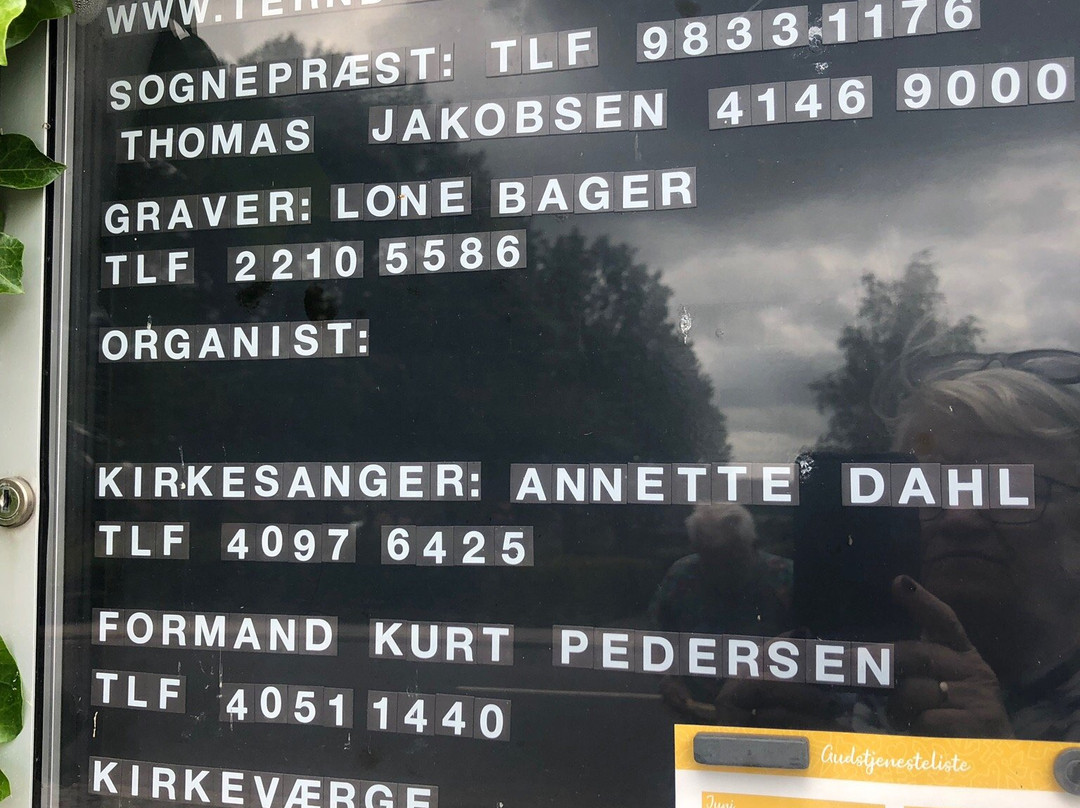 SOGNEPRÆST: TLF 9833 1176
THOMAS JAKOBSEN 4146 9000
GRAVER: LONE BAGER
TLF 2210 5586
ORGANIST:
KIRKESANGER: ANNETTE DAHL
TLF 4097 6425
FORMAND KURT PEDERSEN
TLF 4051 1440
KIRKEVÆRGE
Gudstjenesteliste
Juni